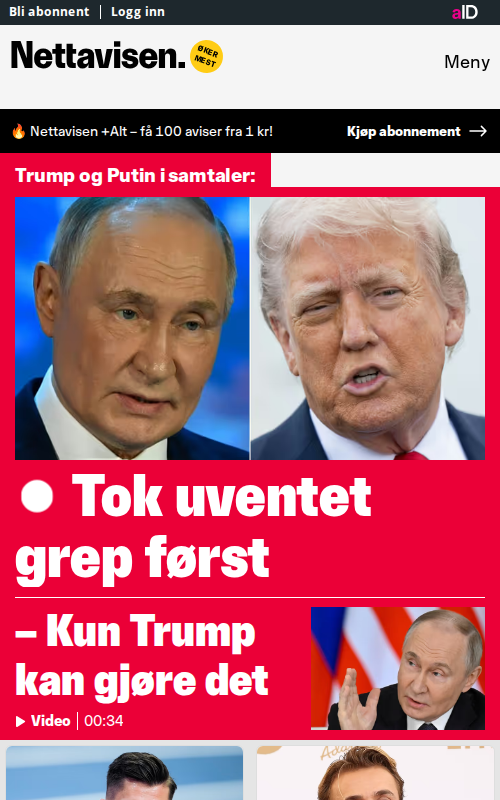 Bli abonnent Logg inn aID
Nettavisen. ØKER
MEST
Meny
🔥 Nettavisen +Alt – få 100 aviser fra 1 kr! Kjøp abonnement →
Trump og Putin i samtaler:
Tok uventet
grep først
– Kun Trump
kan gjøre det
Video 00:34